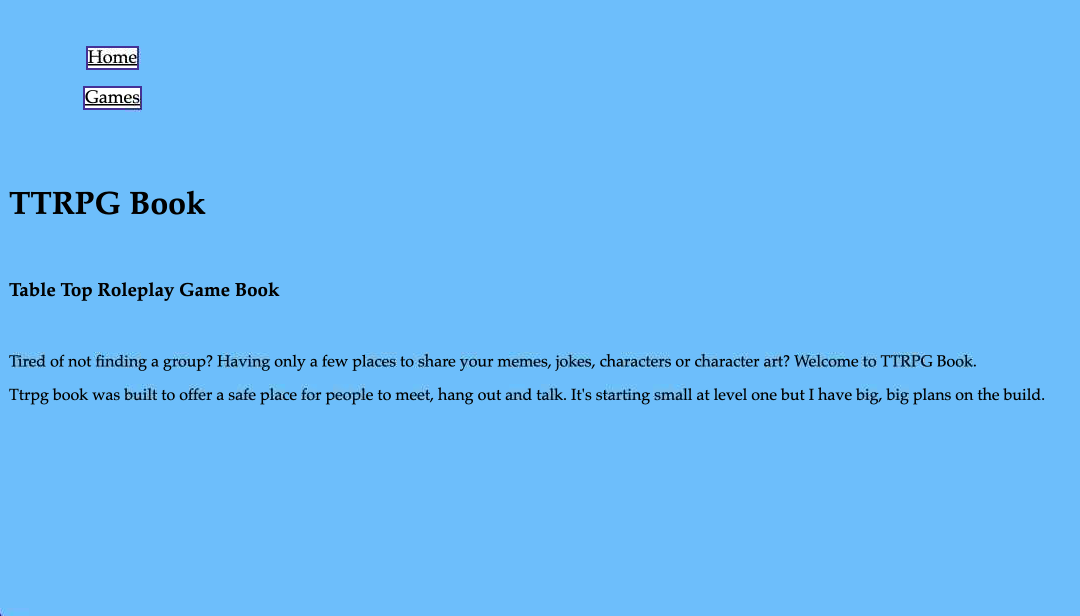 Home
Games
TTRPG Book
Table Top Roleplay Game Book
Tired of not finding a group? Having only a few places to share your memes, jokes, characters or character art? Welcome to TTRPG Book.
Ttrpg book was built to offer a safe place for people to meet, hang out and talk. It's starting small at level one but I have big, big plans on the build.